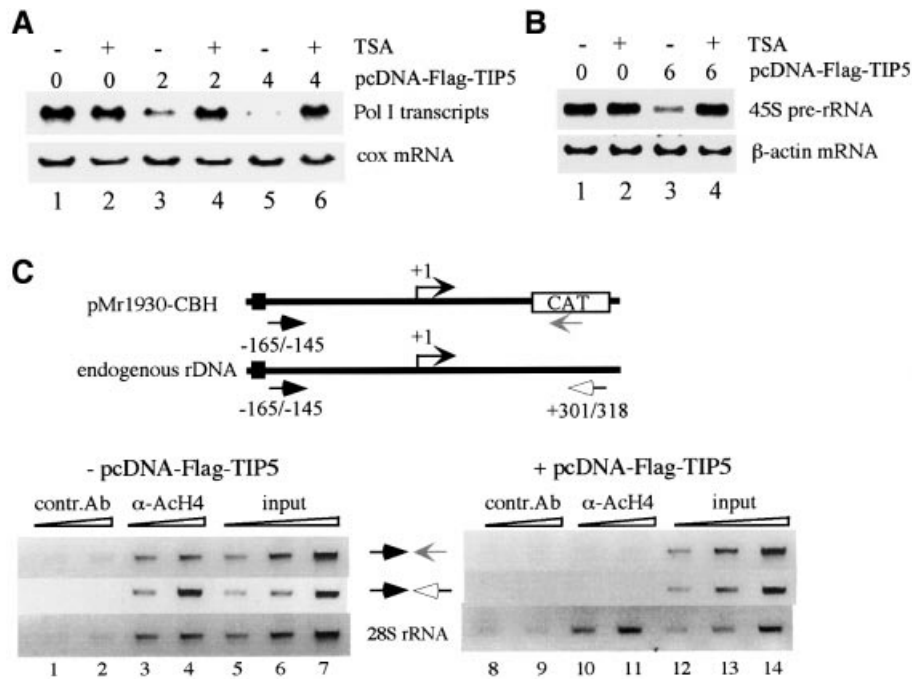 A
- + - + - + TSA
0 0 2 2 4 4 pcDNA-Flag-TIP5
Pol I transcripts
cox mRNA
1 2 3 4 5 6
B
- + - + TSA
0 0 6 6 pcDNA-Flag-TIP5
45S pre-rRNA
β-actin mRNA
1 2 3 4
C
+1
pMr1930-CBH CAT
-165/-145
+1
endogenous rDNA
-165/-145 +301/318
- pcDNA-Flag-TIP5
contr.Ab α-AcH4 input
+ pcDNA-Flag-TIP5
contr.Ab α-AcH4 input
28S rRNA
1 2 3 4 5 6 7
8 9 10 11 12 13 14